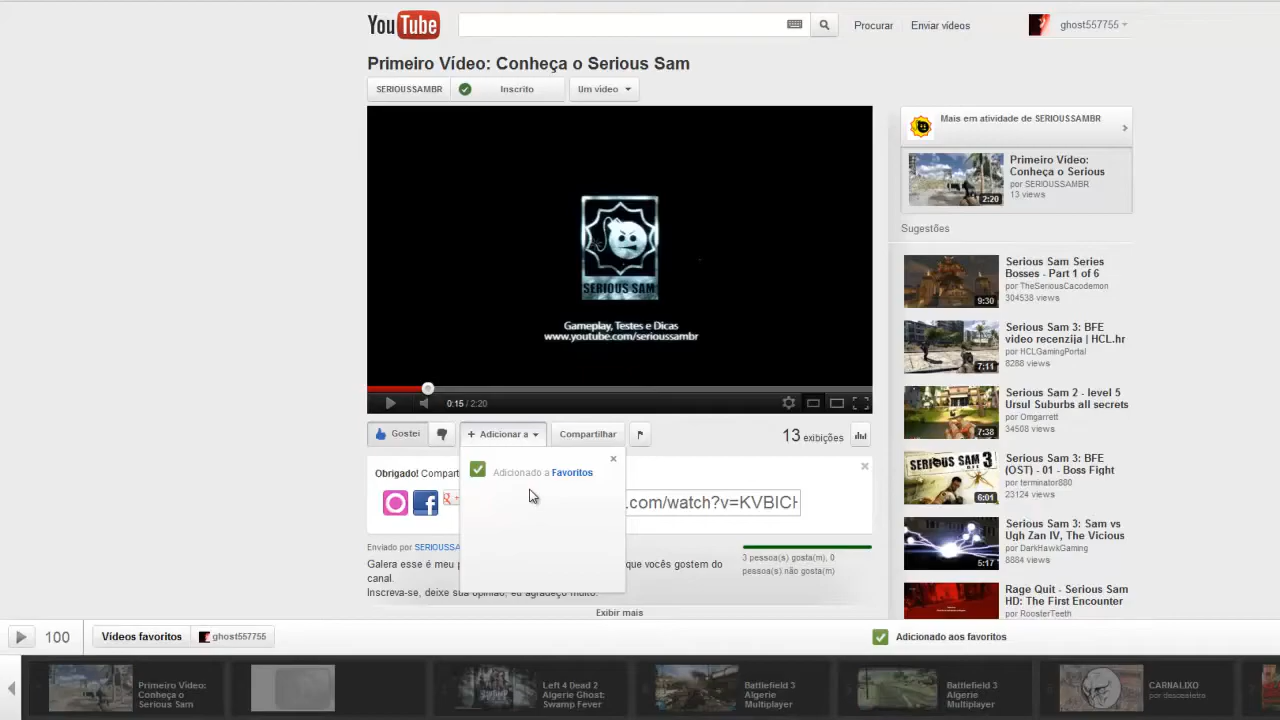 YouTube
Procurar
Enviar vídeos
ghost557755
Primeiro Vídeo: Conheça o Serious Sam
SERIOUSSAMBR
Inscrito
Um vídeo
SERIOUS SAM
Gameplay, Testes e Dicas
www.youtube.com/serioussambr
0:15 / 2:20
Gostei
+ Adicionar a
Compartilhar
13 exibições
Adicionado a Favoritos
Obrigado! Compart
.com/watch?v=KVBICH
Enviado por SERIOUSSA
Galera esse é meu
que vocês gostem do
canal.
Inscreva-se, deixe sua opinião, eu agradeço muito.
3 pessoa(s) gosta(m), 0
pessoa(s) não gosta(m)
Exibir mais
Mais em atividade de SERIOUSSAMBR
Primeiro Vídeo:
Conheça o Serious
por SERIOUSSAMBR
13 views
2:20
Sugestões
Serious Sam Series
Bosses - Part 1 of 6
por TheSeriousCacodemon
304538 views
9:30
Serious Sam 3: BFE
video recenzija | HCL.hr
por HCLGamingPortal
8288 views
7:11
Serious Sam 2 - level 5
Ursul Suburbs all secrets
por Omgarrett
34508 views
7:38
Serious Sam 3: BFE
(OST) - 01 - Boss Fight
por terminator880
23124 views
SERIOUS SAM 3
6:01
Serious Sam 3: Sam vs
Ugh Zan IV, The Vicious
por DarkHawkGaming
8884 views
5:17
Rage Quit - Serious Sam
HD: The First Encounter
por RoosterTeeth
100
Vídeos favoritos
ghost557755
Adicionado aos favoritos
Primeiro Vídeo:
Conheça o
Serious Sam
Left 4 Dead 2
Algerie Ghost:
Swamp Fever
Battlefield 3
Algerie
Multiplayer
Battlefield 3
Algerie
Multiplayer
CARNALIXO
por descealetra